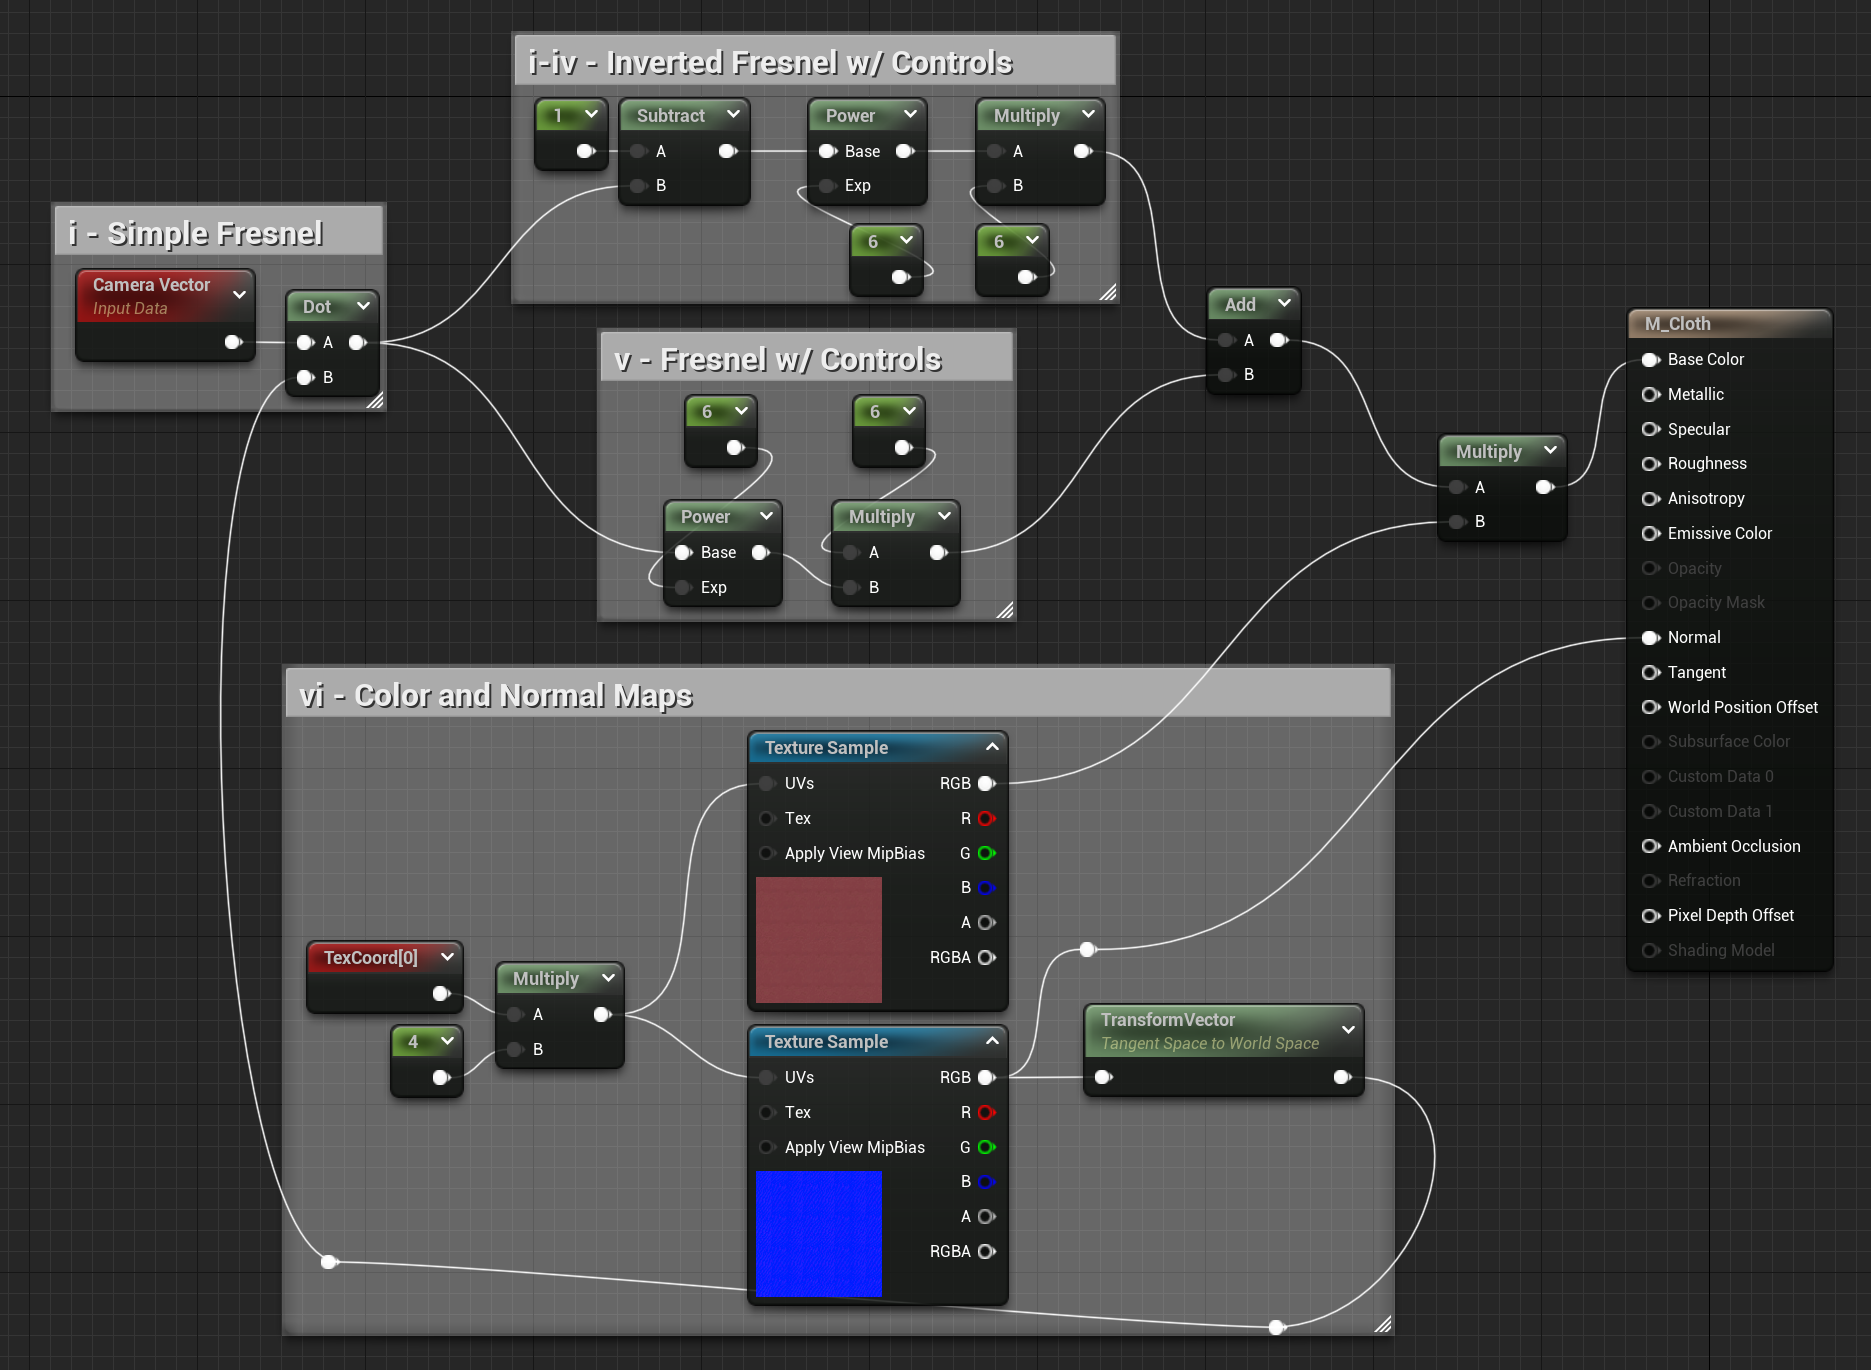 i-iv - Inverted Fresnel w/ Controls
1
Subtract
A
B
Power
Base
Exp
Multiply
A
B
6
6
i - Simple Fresnel
Camera Vector
Input Data
Dot
A
B
v - Fresnel w/ Controls
6
6
Power
Base
Exp
Multiply
A
B
Add
A
B
Multiply
A
B
M_Cloth
Base Color
Metallic
Specular
Roughness
Anisotropy
Emissive Color
Opacity
Opacity Mask
Normal
Tangent
World Position Offset
Subsurface Color
Custom Data 0
Custom Data 1
Ambient Occlusion
Refraction
Pixel Depth Offset
Shading Model
vi - Color and Normal Maps
Texture Sample
UVs RGB
Tex R
Apply View MipBias G
B
A
RGBA
TexCoord[0]
4
Multiply
A
B
Texture Sample
UVs RGB
Tex R
Apply View MipBias G
B
A
RGBA
TransformVector
Tangent Space to World Space